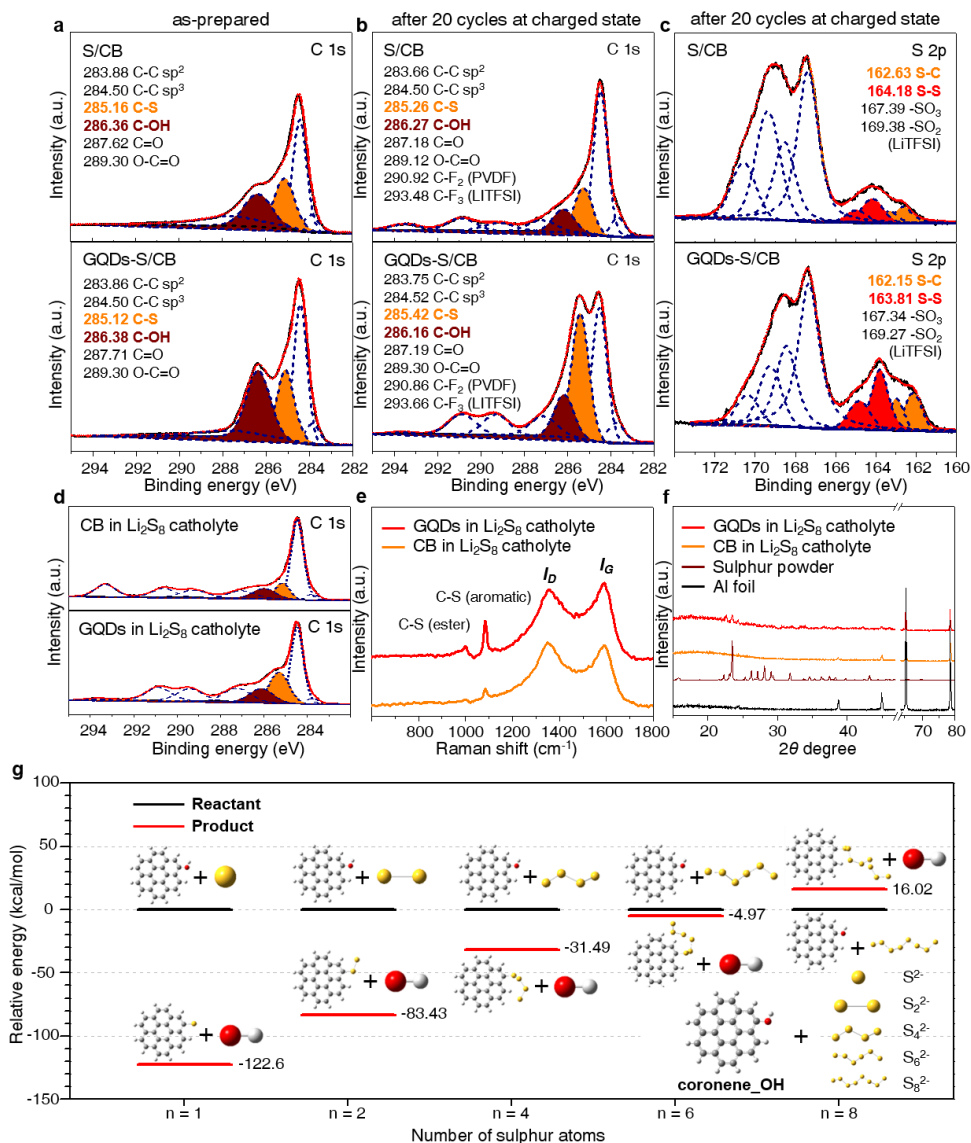 a
as-prepared
S/CB
C 1s
283.88 C-C sp²
284.50 C-C sp³
285.16 C-S
286.36 C-OH
287.62 C=O
289.30 O-C=O
GQDs-S/CB
C 1s
283.86 C-C sp²
284.50 C-C sp³
285.12 C-S
286.38 C-OH
287.71 C=O
289.30 O-C=O
Intensity (a.u.)
Intensity (a.u.)
294 292 290 288 286 284 282
Binding energy (eV)
b
after 20 cycles at charged state
S/CB
C 1s
283.66 C-C sp²
284.50 C-C sp³
285.26 C-S
286.27 C-OH
287.18 C=O
289.12 O-C=O
290.92 C-F₂ (PVDF)
293.48 C-F₃ (LITFSI)
GQDs-S/CB
C 1s
283.75 C-C sp²
284.52 C-C sp³
285.42 C-S
286.16 C-OH
287.19 C=O
289.30 O-C=O
290.86 C-F₂ (PVDF)
293.66 C-F₃ (LITFSI)
Intensity (a.u.)
Intensity (a.u.)
294 292 290 288 286 284 282
Binding energy (eV)
c
after 20 cycles at charged state
S/CB
S 2p
162.63 S-C
164.18 S-S
167.39 -SO₃
169.38 -SO₂
(LiTFSI)
GQDs-S/CB
S 2p
162.15 S-C
163.81 S-S
167.34 -SO₃
169.27 -SO₂
(LiTFSI)
Intensity (a.u.)
Intensity (a.u.)
172 170 168 166 164 162 160
Binding energy (eV)
d
CB in Li₂S₈ catholyte
C 1s
GQDs in Li₂S₈ catholyte
C 1s
Intensity (a.u.)
294 292 290 288 286 284
Binding energy (eV)
e
GQDs in Li₂S₈ catholyte
CB in Li₂S₈ catholyte
I_D
I_G
C-S (aromatic)
C-S (ester)
Intensity (a.u.)
800 1000 1200 1400 1600 1800
Raman shift (cm⁻¹)
f
GQDs in Li₂S₈ catholyte
CB in Li₂S₈ catholyte
Sulphur powder
Al foil
Intensity (a.u.)
20 30 40 70 80
2θ degree
g
Relative energy (kcal/mol)
100
50
0
-50
-100
-150
Reactant
Product
+
+
+
+
+
16.02
-4.97
+
-31.49
+
+
+
-83.43
+
S²⁻
S₂²⁻
+
-122.6
+
S₄²⁻
S₆²⁻
coronene_OH
S₈²⁻
n = 1
n = 2
n = 4
n = 6
n = 8
Number of sulphur atoms